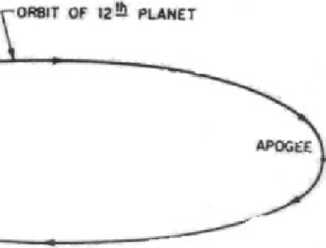 ORBIT OF 12th PLANET
APOGEE